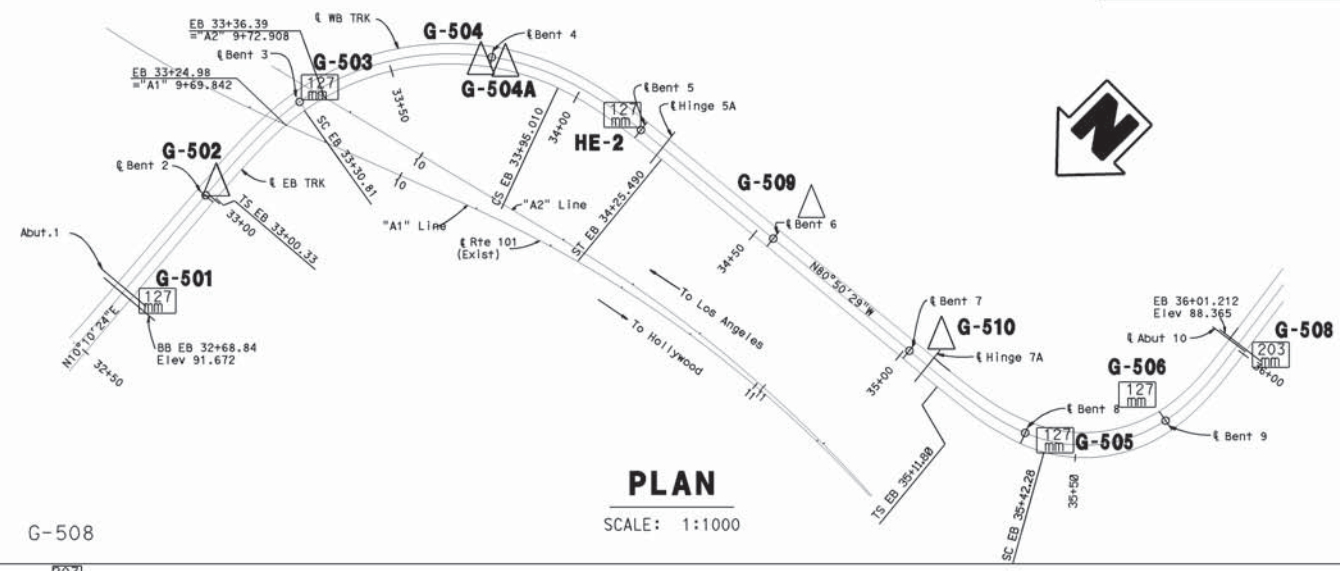 EB 33+36.39
="A2" 9+72.908
℄ WB TRK
G-504
℄ Bent 4
℄ Bent 3
G-503
127
mm
EB 33+24.98
="A1" 9+69.842
G-504A
33+50
℄ Bent 5
127
mm
℄ Hinge 5A
34+00
HE-2
SC EB 33+30.81
CS EB 33+96.010
N
G-502
℄ Bent 2
℄ EB TRK
10
10
G-509
33+00
TS EB 33+00.33
"A2" Line
"A1" Line
ST EB 34+25.490
℄ Bent 6
Abut.1
℄ Rte 101
(Exist)
34+50
G-501
127
mm
To Los Angeles
N80°50'29"W
℄ Bent 7
EB 36+01.212
Elev 88.365
G-510
To Hollywood
℄ Abut 10
G-508
203
mm
N10°10'24"E
BB EB 32+68.84
Elev 91.672
℄ Hinge 7A
36+00
32+50
35+00
G-506
127
mm
11
11
℄ Bent 8
127
mm
G-505
℄ Bent 9
TS EB 35+11.80
35+50
SC EB 35+42.28
PLAN
SCALE: 1:1000
G-508